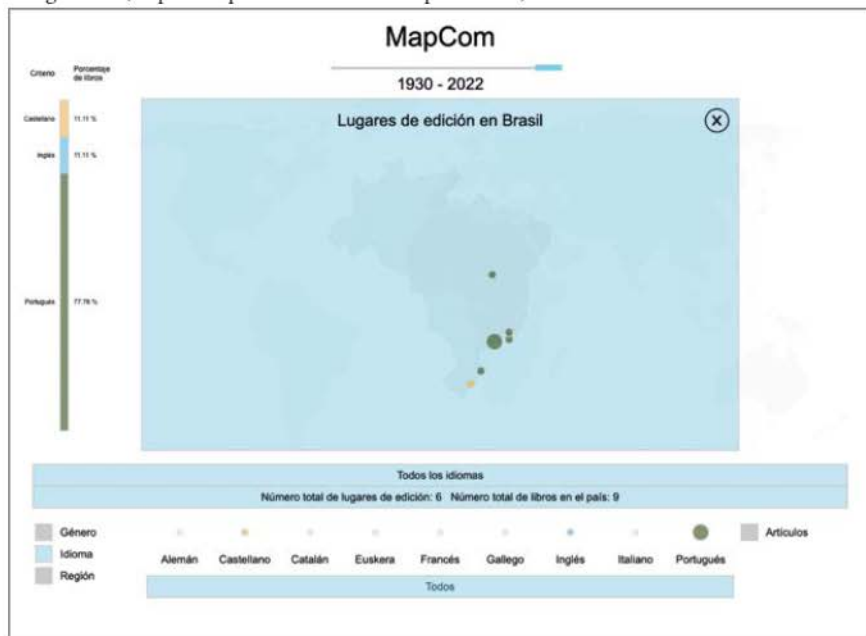 MapCom
1930 - 2022
Criterio
Porcentaje
de libros
Castellano 11.11 %
Inglés 11.11 %
Portugués 77.78 %
Lugares de edición en Brasil
Todos los idiomas
Número total de lugares de edición: 6 Número total de libros en el país: 9
Género
Idioma
Región
Alemán Castellano Catalán Euskera Francés Gallego Inglés Italiano Portugués
Artículos
Todos